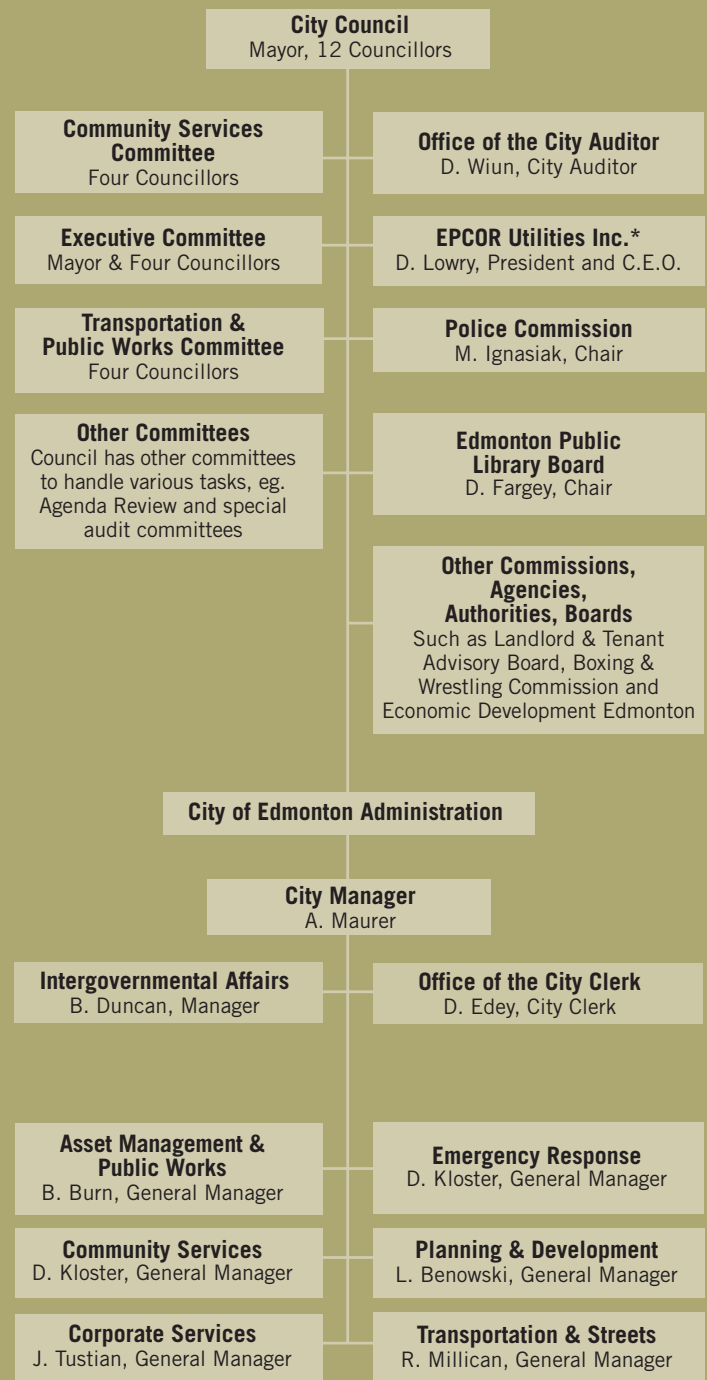 City Council
Mayor, 12 Councillors
Community Services
Committee
Four Councillors
Office of the City Auditor
D. Wiun, City Auditor
Executive Committee
Mayor & Four Councillors
EPCOR Utilities Inc.*
D. Lowry, President and C.E.O.
Transportation &
Public Works Committee
Four Councillors
Police Commission
M. Ignasiak, Chair
Other Committees
Council has other committees
to handle various tasks, eg.
Agenda Review and special
audit committees
Edmonton Public
Library Board
D. Fargey, Chair
Other Commissions,
Agencies,
Authorities, Boards
Such as Landlord & Tenant
Advisory Board, Boxing &
Wrestling Commission and
Economic Development Edmonton
City of Edmonton Administration
City Manager
A. Maurer
Intergovernmental Affairs
B. Duncan, Manager
Office of the City Clerk
D. Edey, City Clerk
Asset Management &
Public Works
B. Burn, General Manager
Emergency Response
D. Kloster, General Manager
Community Services
D. Kloster, General Manager
Planning & Development
L. Benowski, General Manager
Corporate Services
J. Tustian, General Manager
Transportation & Streets
R. Millican, General Manager